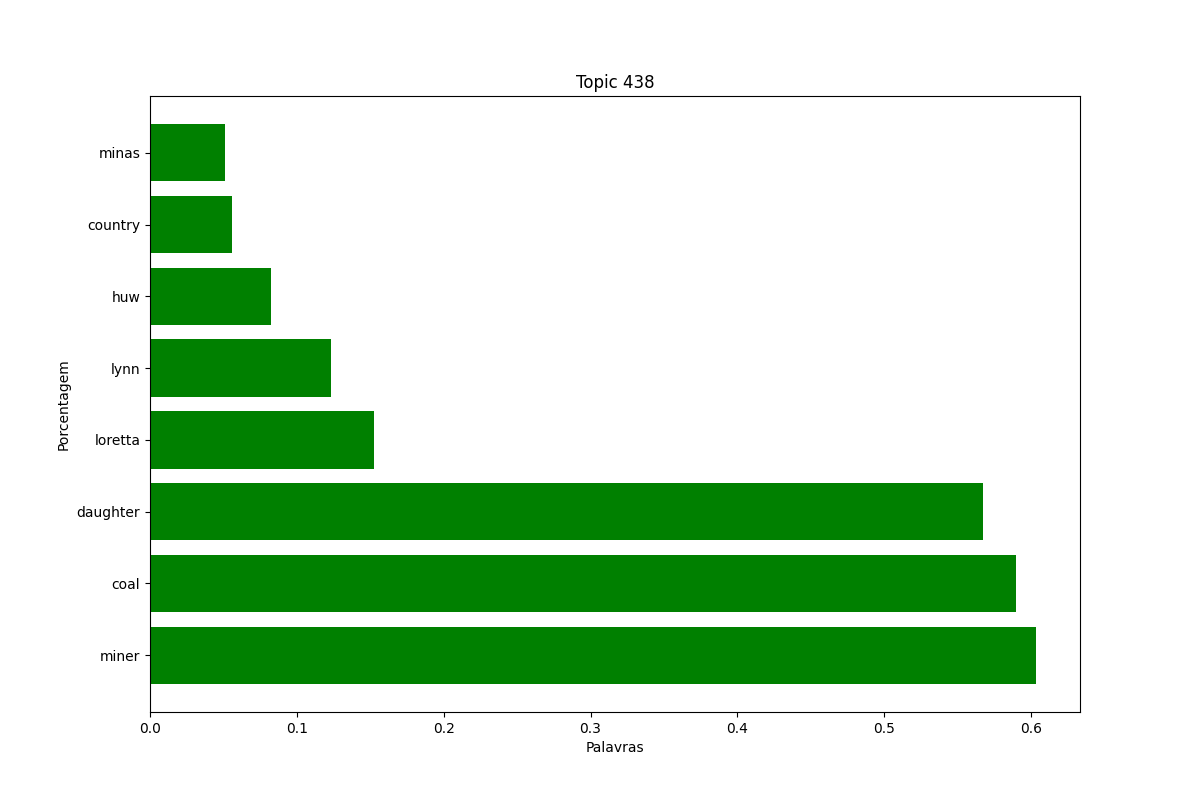 Topic 438
Porcentagem
minas
country
huw
lynn
loretta
daughter
coal
miner
0.0 0.1 0.2 0.3 0.4 0.5 0.6
Palavras